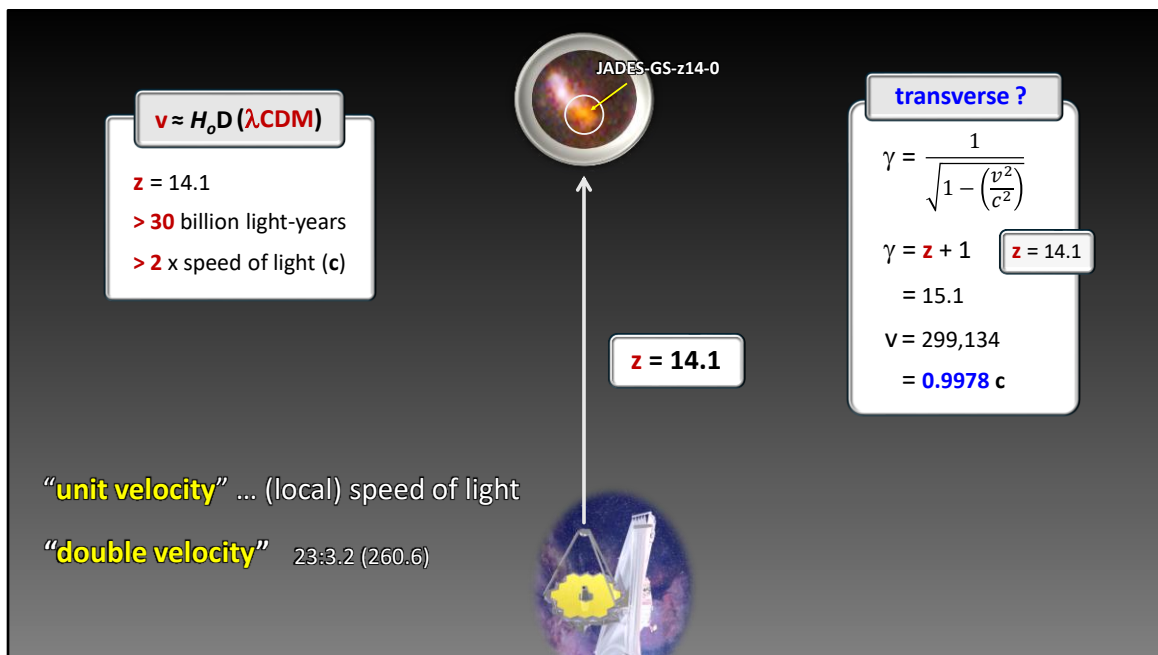 JADES-GS-z14-0
v ≈ HₒD (λCDM)
z = 14.1
> 30 billion light-years
> 2 x speed of light (c)
transverse ?
γ = 1 / √(1 − (v²/c²))
γ = z + 1
z = 14.1
= 15.1
v = 299,134
= 0.9978 c
z = 14.1
“unit velocity” ... (local) speed of light
“double velocity” 23:3.2 (260.6)